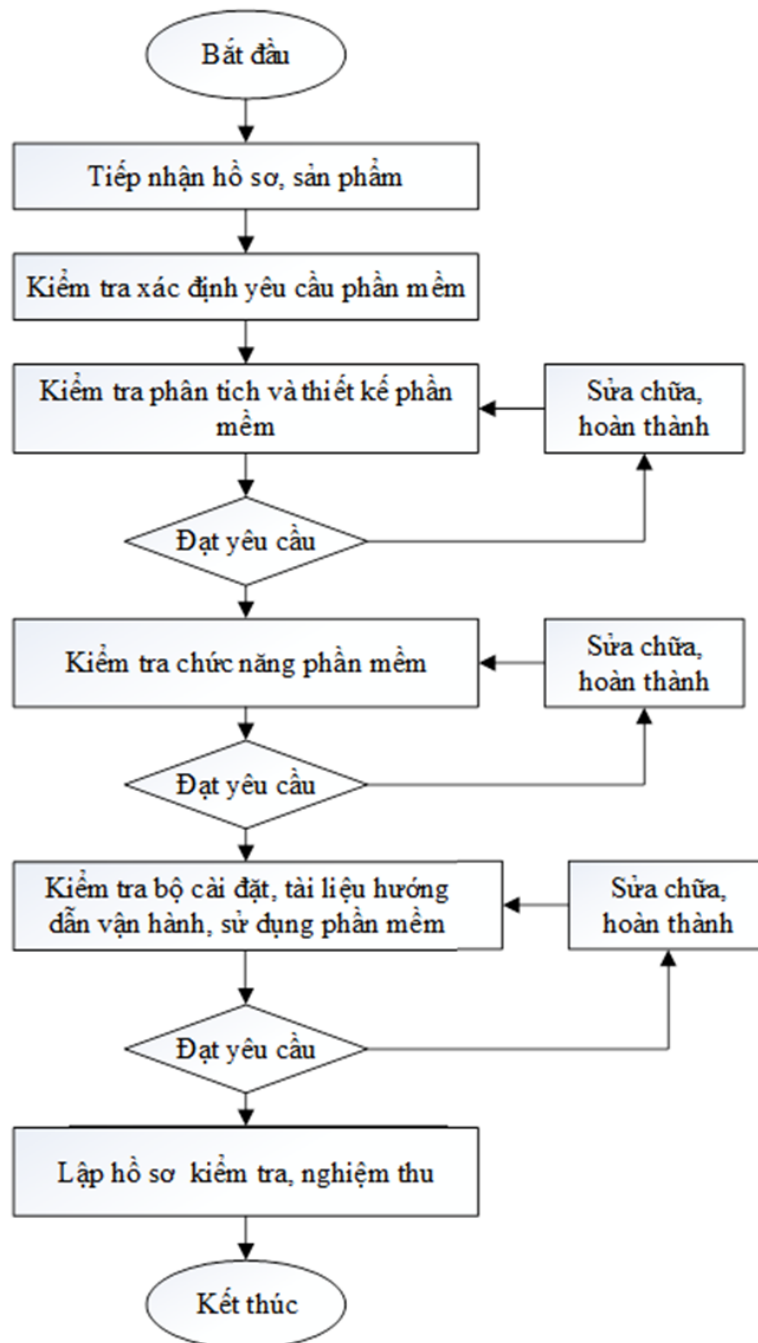 Bắt đầu
Tiếp nhận hồ sơ, sản phẩm
Kiểm tra xác định yêu cầu phần mềm
Kiểm tra phân tích và thiết kế phần
mềm
Sửa chữa,
hoàn thành
Đạt yêu cầu
Kiểm tra chức năng phần mềm
Sửa chữa,
hoàn thành
Đạt yêu cầu
Kiểm tra bộ cài đặt, tài liệu hướng
dẫn vận hành, sử dụng phần mềm
Sửa chữa,
hoàn thành
Đạt yêu cầu
Lập hồ sơ kiểm tra, nghiệm thu
Kết thúc